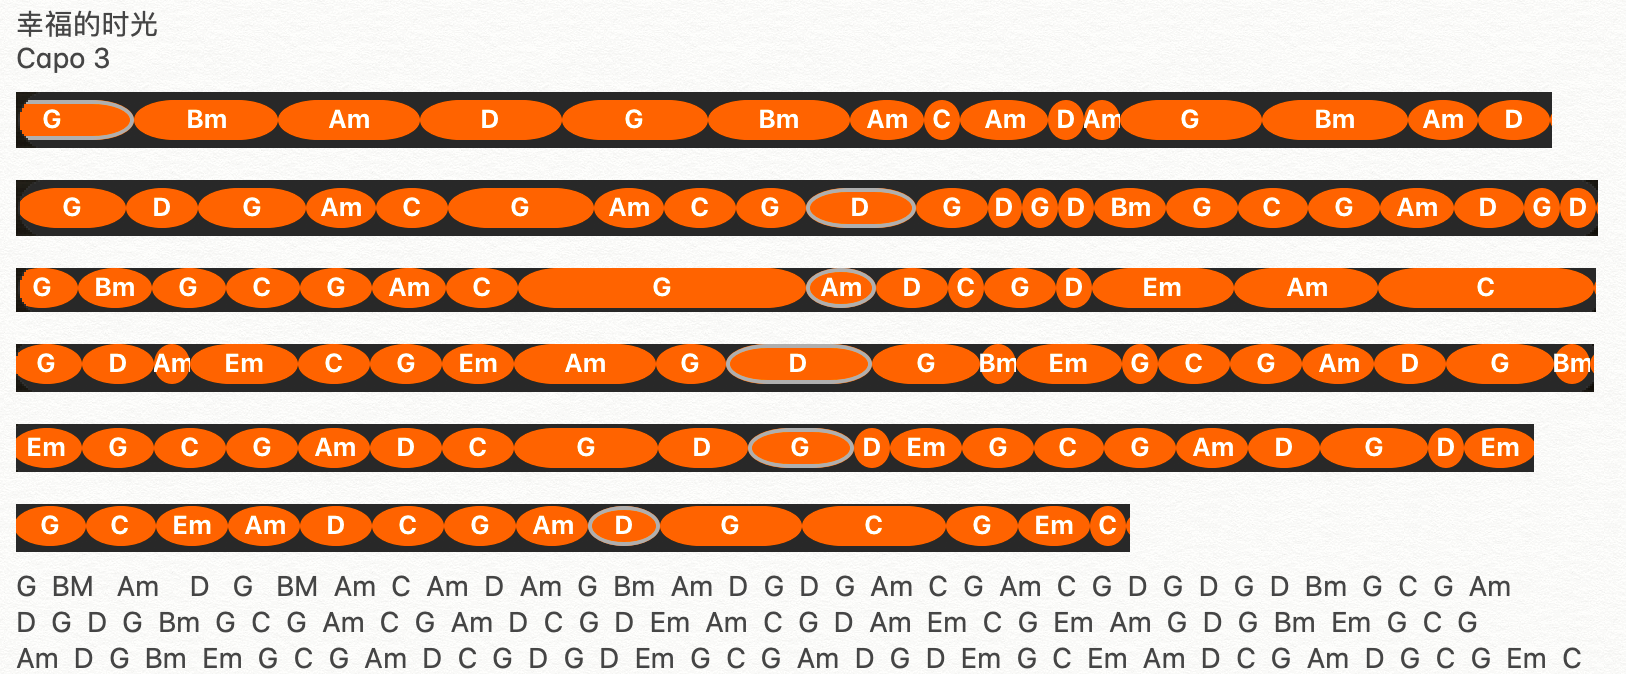 幸福的时光
Capo 3
G Bm Am D G Bm Am C Am D Am G Bm Am D
G D G Am C G Am C G D G D G D Bm G C G Am D G D
G Bm G C G Am C G Am D C G D Em Am C
G D Am Em C G Em Am G D G Bm Em G C G Am D G Bm
Em G C G Am D C G D G D Em G C G Am D G D Em
G C Em Am D C G Am D G C G Em C
G BM Am D G BM Am C Am D Am G Bm Am D G D G Am C G Am C G D G D G D Bm G C G Am
D G D G Bm G C G Am C G Am D C G D Em Am C G D Am Em C G Em Am G D G Bm Em G C G
Am D G Bm Em G C G Am D C G D G D Em G C G Am D G D Em G C Em Am D C G Am D G C G Em C